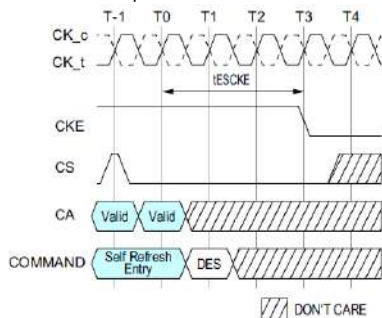 T-1 T0 T1 T2 T3 T4
CK_c
CK_t
tESCKE
CKE
CS
CA Valid Valid
COMMAND Self Refresh Entry DES
DON'T CARE